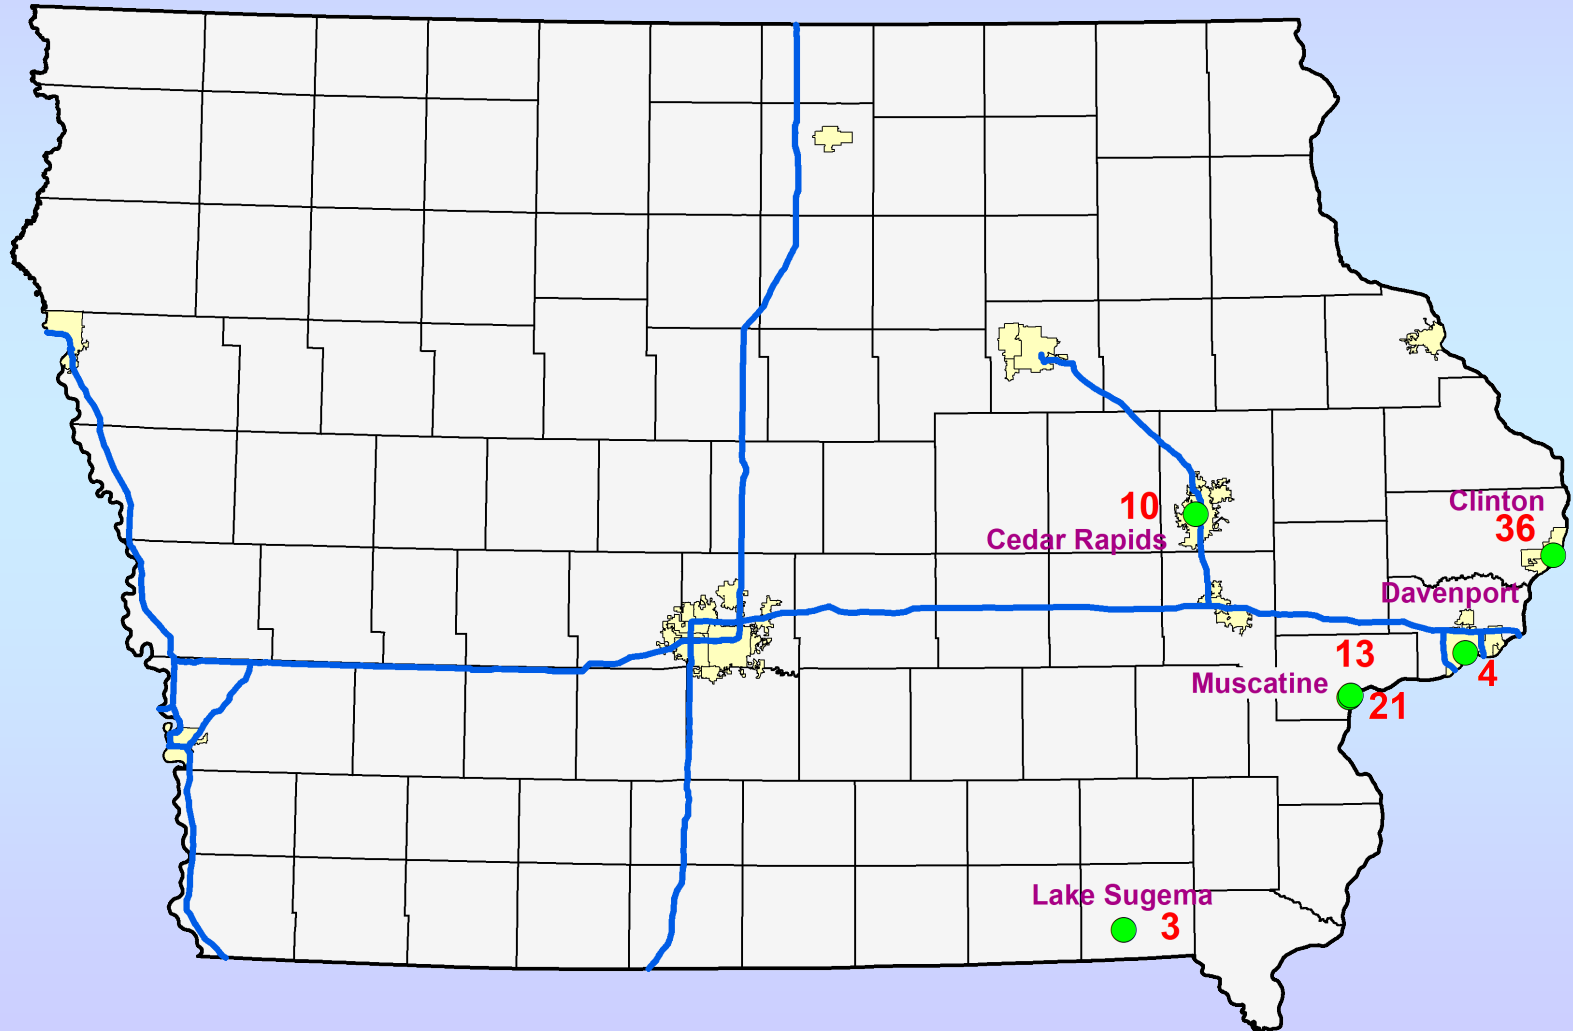 Clinton
10
36
Cedar Rapids
Davenport
13
4
Muscatine
21
Lake Sugema
3